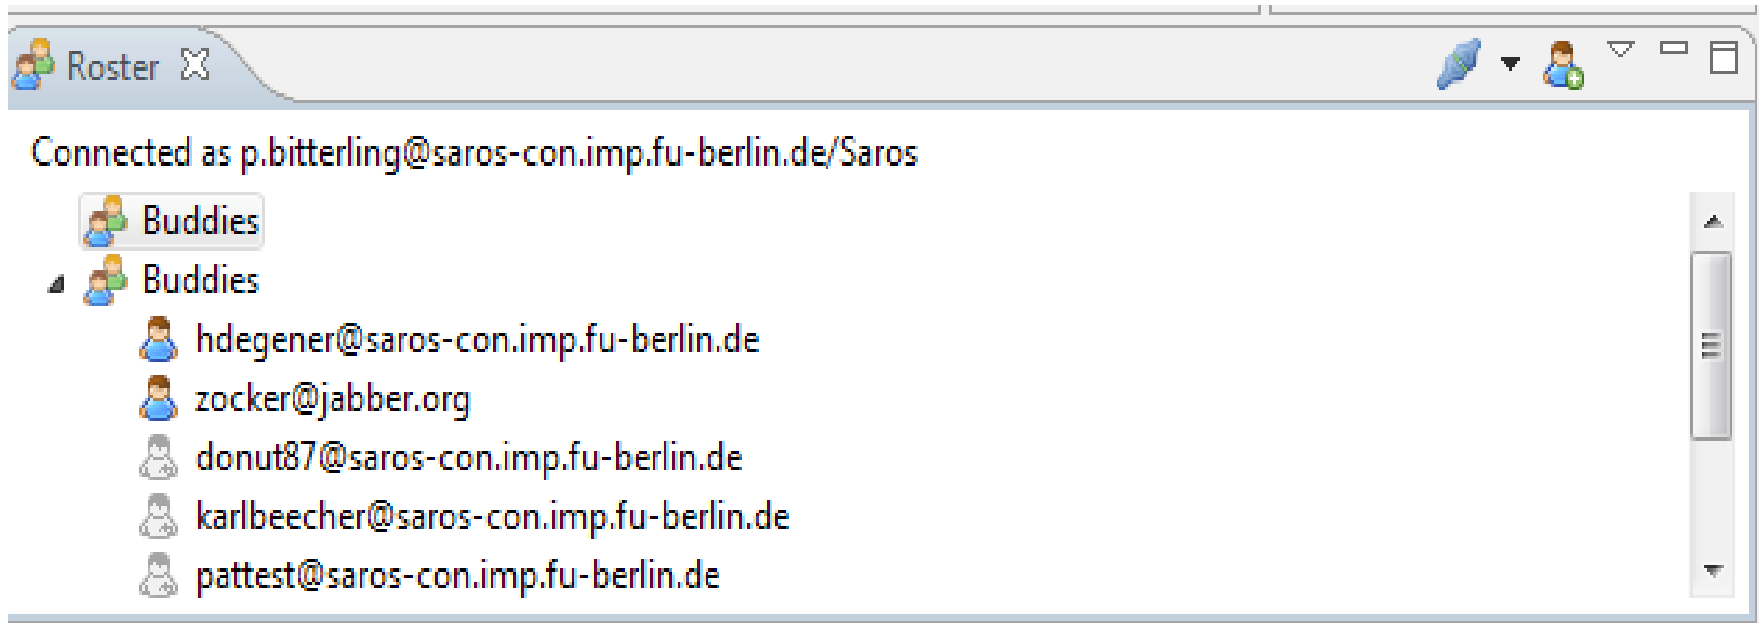 Roster
Connected as p.bitterling@saros-con.imp.fu-berlin.de/Saros
Buddies
Buddies
hdegener@saros-con.imp.fu-berlin.de
zocker@jabber.org
donut87@saros-con.imp.fu-berlin.de
karlbeecher@saros-con.imp.fu-berlin.de
pattest@saros-con.imp.fu-berlin.de